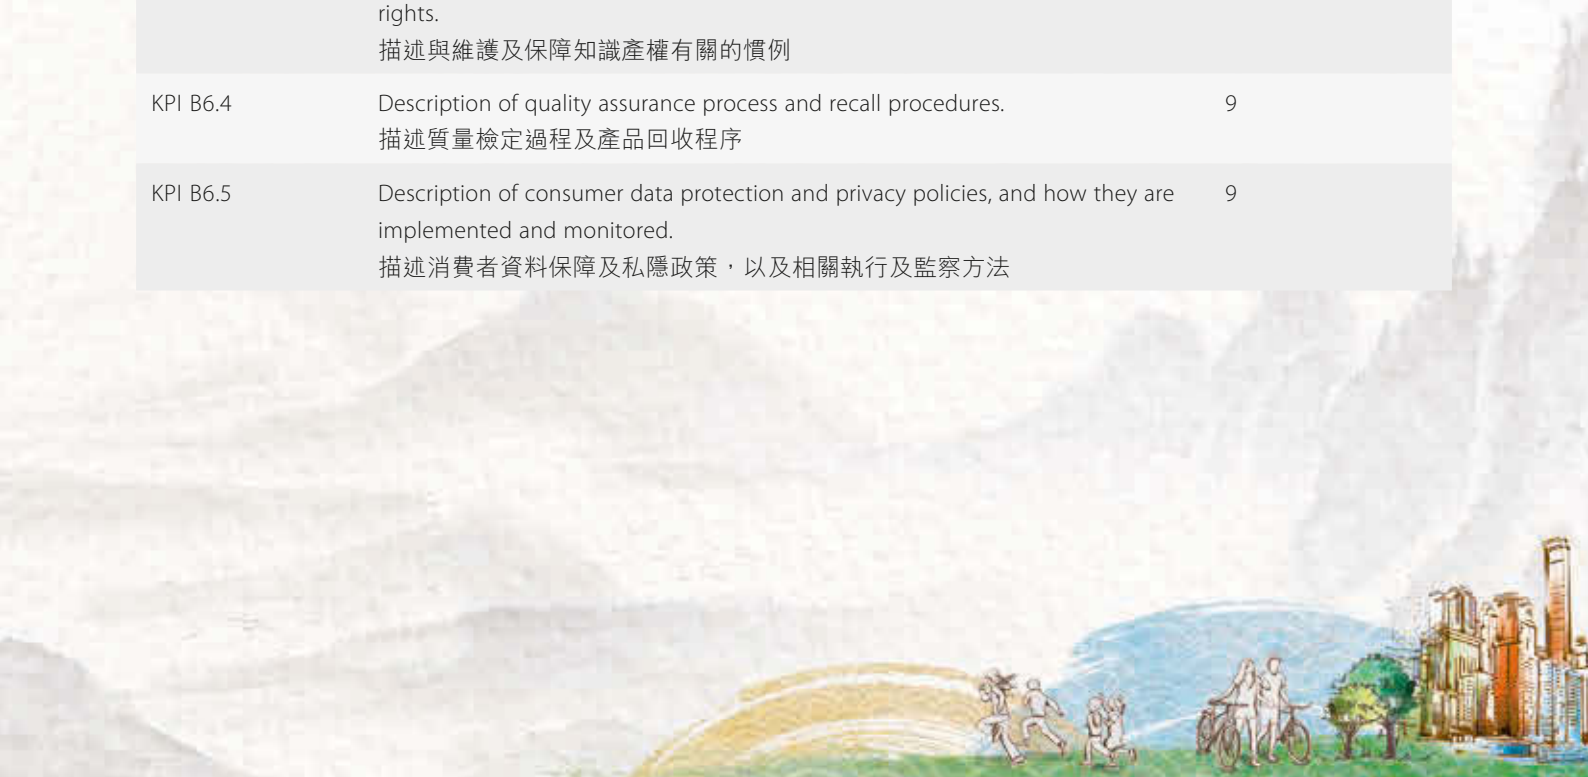 rights.
描述與維護及保障知識產權有關的慣例
KPI B6.4 Description of quality assurance process and recall procedures. 9
描述質量檢定過程及產品回收程序
KPI B6.5 Description of consumer data protection and privacy policies, and how they are 9
implemented and monitored.
描述消費者資料保障及私隱政策，以及相關執行及監察方法